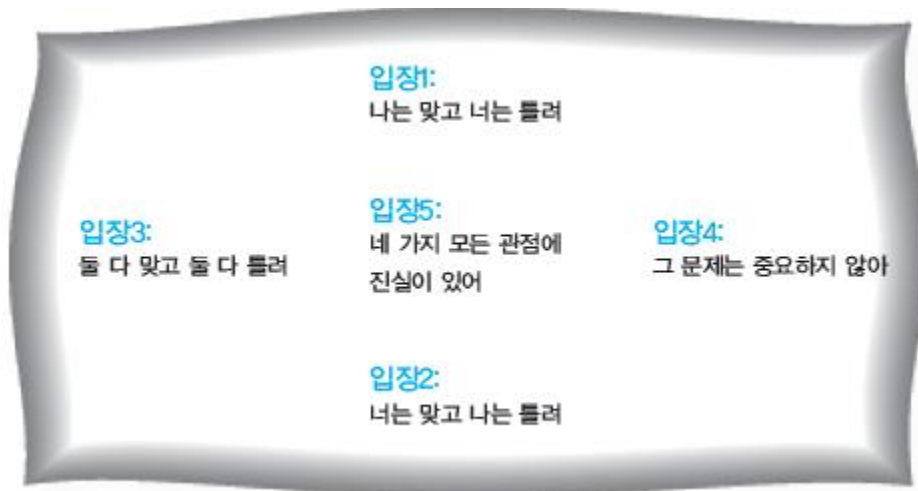 입장1:
나는 맞고 너는 틀려
입장3:
둘 다 맞고 둘 다 틀려
입장5:
네 가지 모든 관점에
진실이 있어
입장4:
그 문제는 중요하지 않아
입장2:
너는 맞고 나는 틀려